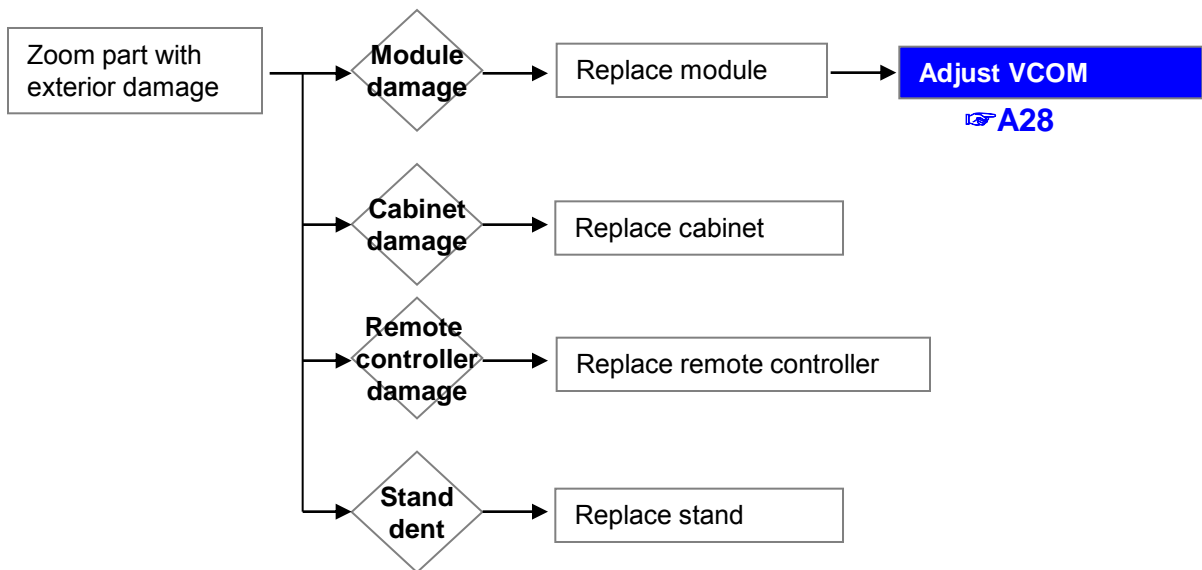 Zoom part with
exterior damage
Module
damage
Replace module
Adjust VCOM
☞A28
Cabinet
damage
Replace cabinet
Remote
controller
damage
Replace remote controller
Stand
dent
Replace stand